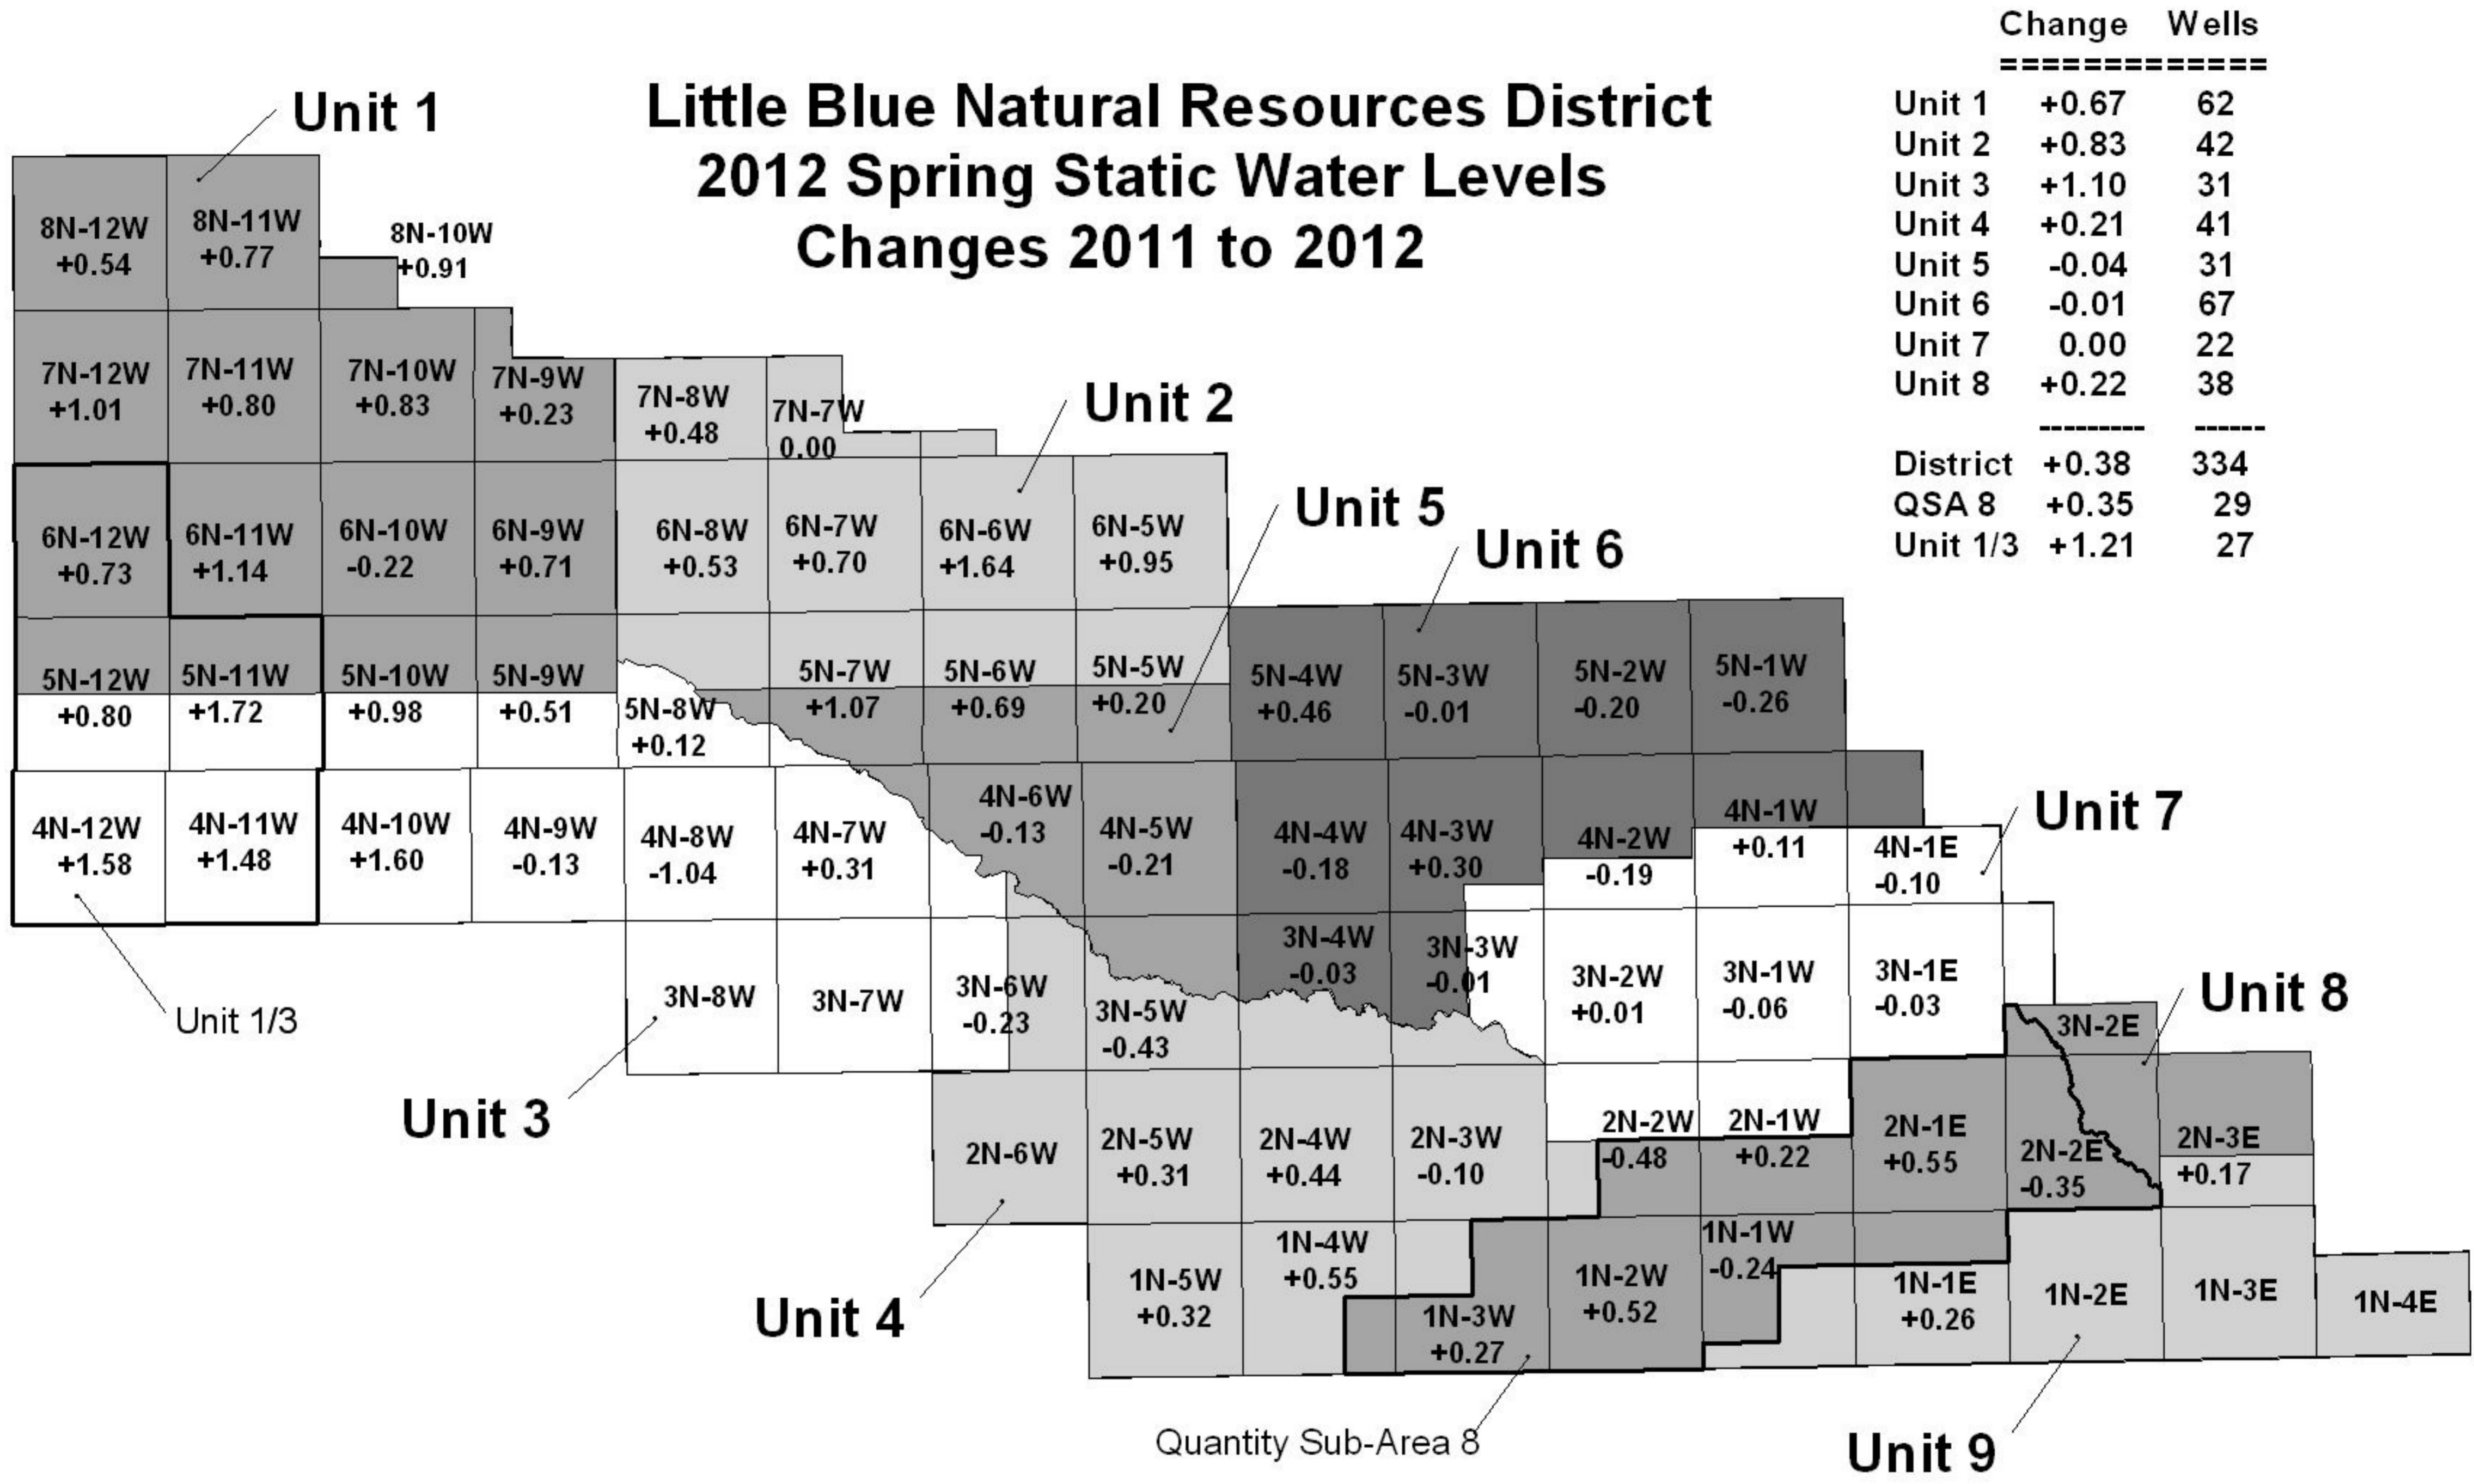 Little Blue Natural Resources District
2012 Spring Static Water Levels
Changes 2011 to 2012
Change Wells
=============
Unit 1 +0.67 62
Unit 2 +0.83 42
Unit 3 +1.10 31
Unit 4 +0.21 41
Unit 5 -0.04 31
Unit 6 -0.01 67
Unit 7 0.00 22
Unit 8 +0.22 38
--------- ------
District +0.38 334
QSA 8 +0.35 29
Unit 1/3 +1.21 27
Unit 1
8N-12W
+0.54
8N-11W
+0.77
8N-10W
+0.91
7N-12W
+1.01
7N-11W
+0.80
7N-10W
+0.83
7N-9W
+0.23
7N-8W
+0.48
7N-7W
0.00
Unit 2
6N-12W
+0.73
6N-11W
+1.14
6N-10W
-0.22
6N-9W
+0.71
6N-8W
+0.53
6N-7W
+0.70
6N-6W
+1.64
6N-5W
+0.95
Unit 5
Unit 6
5N-12W
+0.80
5N-11W
+1.72
5N-10W
+0.98
5N-9W
+0.51
5N-8W
+0.12
5N-7W
+1.07
5N-6W
+0.69
5N-5W
+0.20
5N-4W
+0.46
5N-3W
-0.01
5N-2W
-0.20
5N-1W
-0.26
4N-12W
+1.58
4N-11W
+1.48
4N-10W
+1.60
4N-9W
-0.13
4N-8W
-1.04
4N-7W
+0.31
4N-6W
-0.13
4N-5W
-0.21
4N-4W
-0.18
4N-3W
+0.30
4N-2W
-0.19
4N-1W
+0.11
4N-1E
-0.10
Unit 7
Unit 1/3
3N-8W
3N-7W
3N-6W
-0.23
3N-5W
-0.43
3N-4W
-0.03
3N-3W
-0.01
3N-2W
+0.01
3N-1W
-0.06
3N-1E
-0.03
3N-2E
Unit 8
Unit 3
2N-6W
2N-5W
+0.31
2N-4W
+0.44
2N-3W
-0.10
2N-2W
-0.48
2N-1W
+0.22
2N-1E
+0.55
2N-2E
-0.35
2N-3E
+0.17
Unit 4
1N-5W
+0.32
1N-4W
+0.55
1N-3W
+0.27
1N-2W
+0.52
1N-1W
-0.24
1N-1E
+0.26
1N-2E
1N-3E
1N-4E
Quantity Sub-Area 8
Unit 9